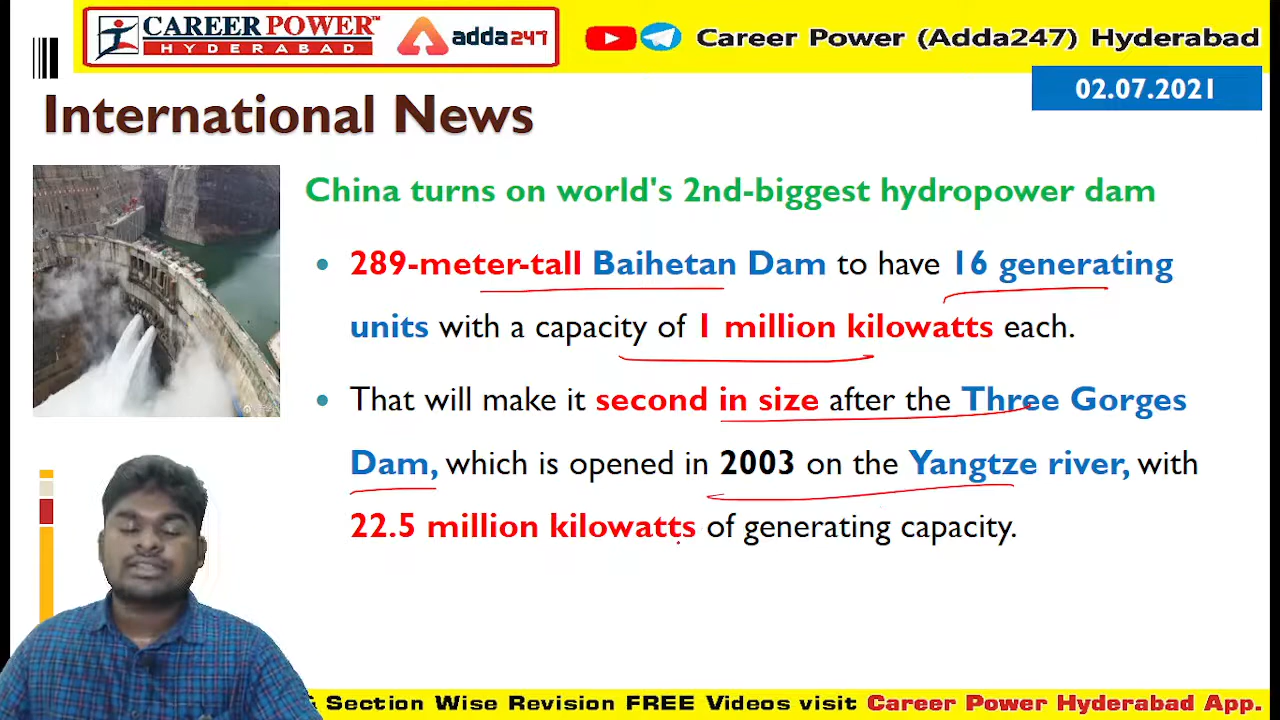 CAREER POWER™
HYDERABAD
adda247
Career Power (Adda247) Hyderabad
02.07.2021
International News
China turns on world's 2nd-biggest hydropower dam
• 289-meter-tall Baihetan Dam to have 16 generating
units with a capacity of 1 million kilowatts each.
• That will make it second in size after the Three Gorges
Dam, which is opened in 2003 on the Yangtze river, with
22.5 million kilowatts of generating capacity.
& Section Wise Revision FREE Videos visit Career Power Hyderabad App.